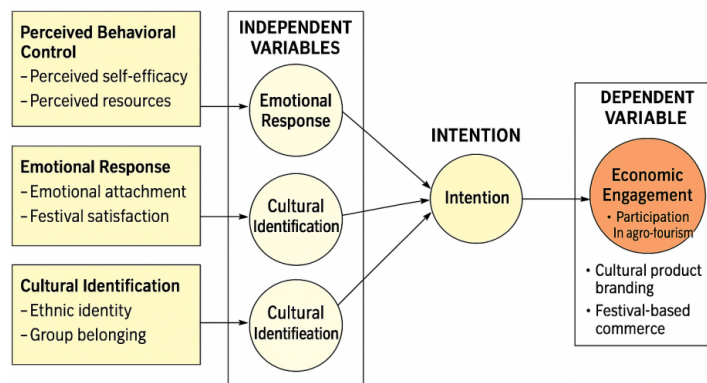 Perceived Behavioral
Control
– Perceived self-efficacy
– Perceived resources
Emotional Response
– Emotional attachment
– Festival satisfaction
Cultural Identification
– Ethnic identity
– Group belonging
INDEPENDENT
VARIABLES
Emotional
Response
Cultural
Identification
Cultural
Identifieation
INTENTION
Intention
DEPENDENT
VARIABLE
Economic
Engagement
• Participation
In agro-tourism
• Cultural product
branding
• Festival-based
commerce